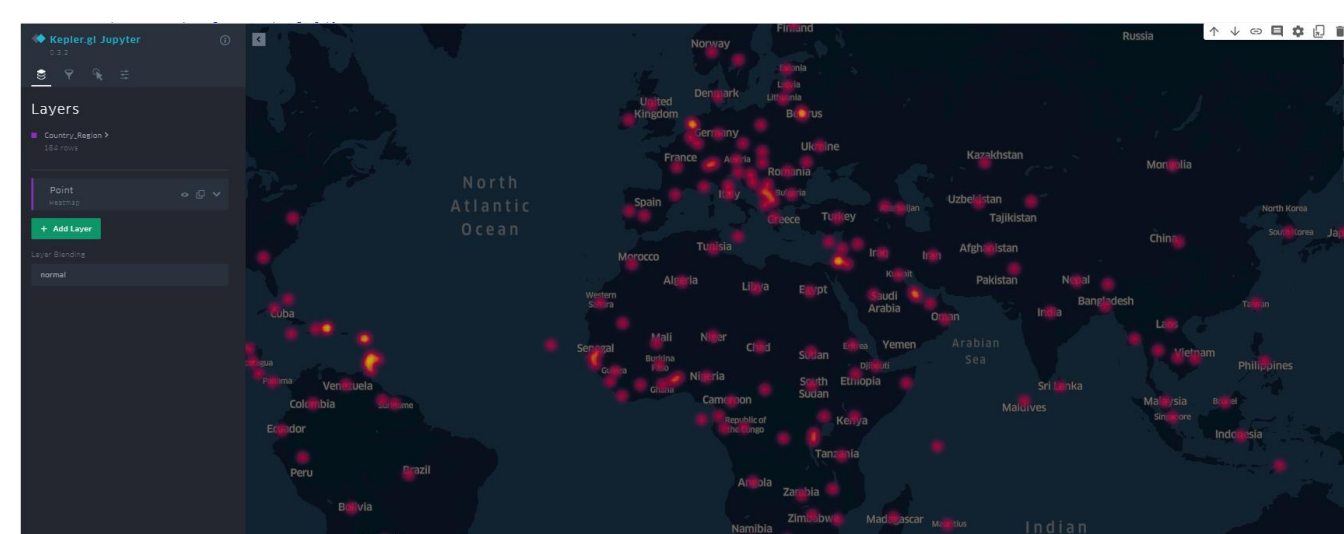 Kepler.gl Jupyter
0.3.2
Layers
Country_Region >
184 rows
Point
Heatmap
+ Add Layer
Layer Blending
normal
Finland
Norway
Russia
Estonia
Latvia
Denmark
Lithuania
United
Kingdom
Belarus
Germany
Ukraine
France
Austria
Kazakhstan
Mongolia
Romania
North
Atlantic
Ocean
Spain
Italy
Bulgaria
Uzbekistan
North Korea
Greece
Turkey
Azerbaijan
Tajikistan
South Korea
China
Tunisia
Morocco
Iraq
Iran
Afghanistan
Algeria
Libya
Egypt
Kuwait
Pakistan
Nepal
Western
Sahara
Saudi
Arabia
Bangladesh
Cuba
Oman
India
Taiwan
Laos
Mali
Niger
Chad
Sudan
Eritrea
Yemen
Arabian
Sea
Senegal
Burkina
Faso
Vietnam
Guinea
Djibouti
Philippines
Panama
Venezuela
Ghana
Nigeria
South
Sudan
Ethiopia
Sri Lanka
Colombia
Suriname
Cameroon
Maldives
Malaysia
Brunei
Singapore
Ecuador
Republic of
the Congo
Kenya
Indonesia
Peru
Brazil
Tanzania
Angola
Zambia
Bolivia
Zimbabwe
Madagascar
Mauritius
Namibia
Indian